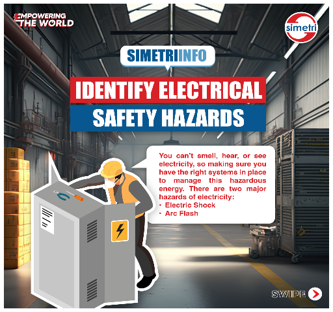 EMPOWERING
THE WORLD
simetri
SIMETRIINFO
IDENTIFY ELECTRICAL
SAFETY HAZARDS
You can't smell, hear, or see
electricity, so making sure you
have the right systems in place
to manage this hazardous
energy. There are two major
hazards of electricity:
• Electric Shock
• Arc Flash
SWIPE